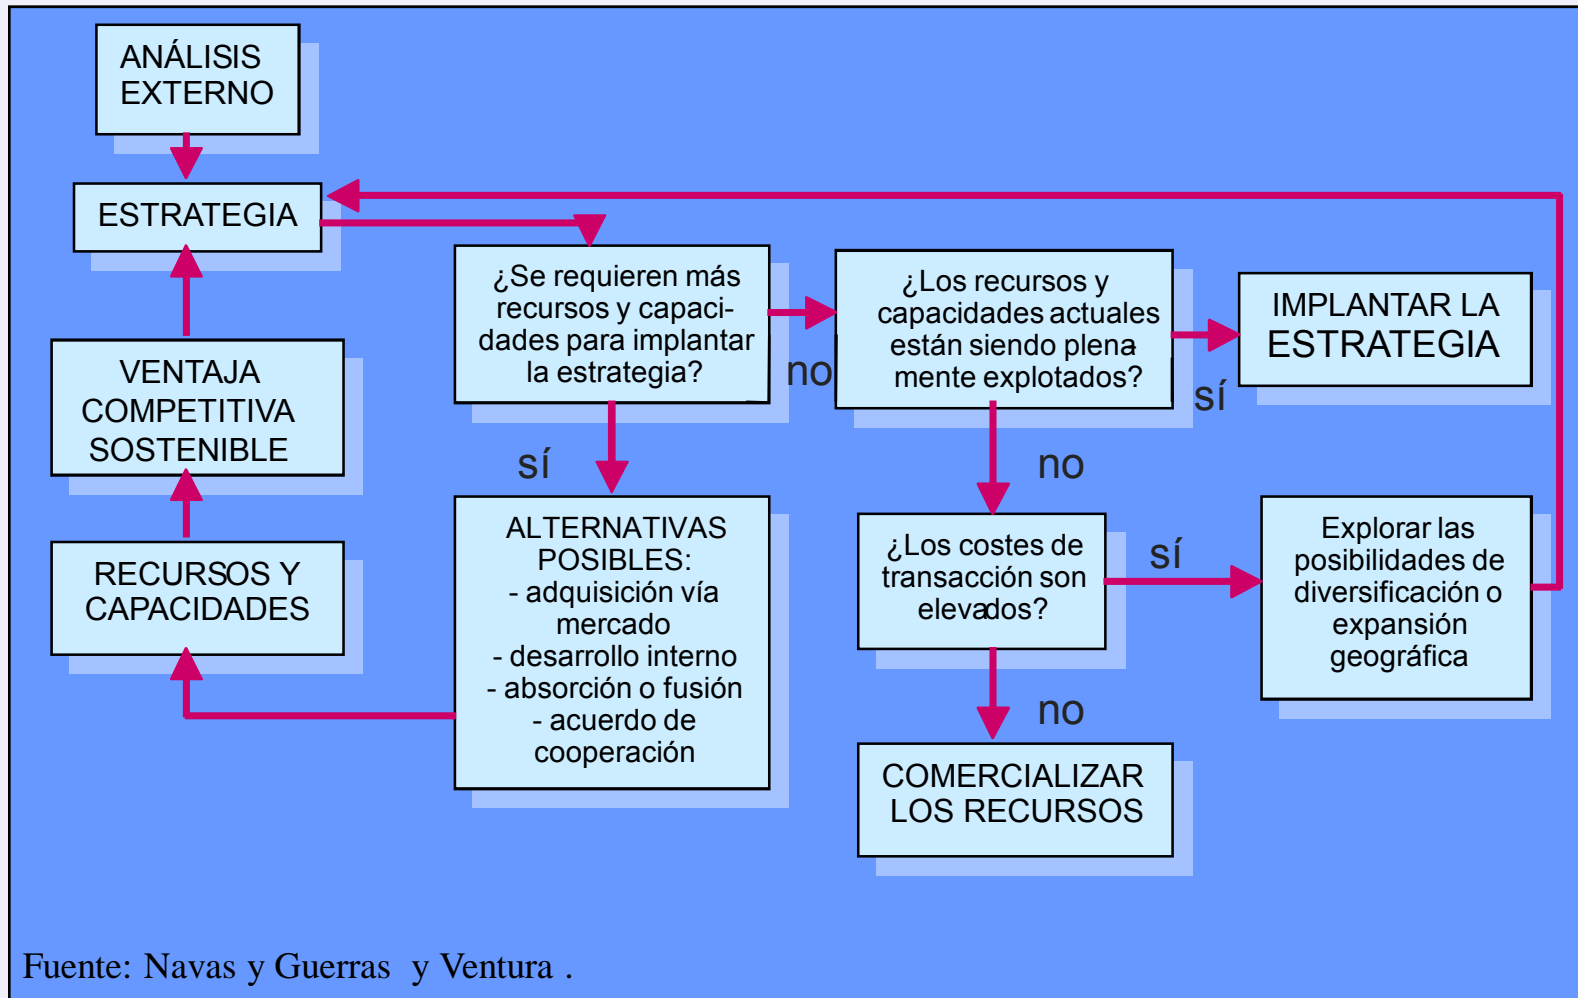 ANÁLISIS
EXTERNO
ESTRATEGIA
VENTAJA
COMPETITIVA
SOSTENIBLE
RECURSOS Y
CAPACIDADES
¿Se requieren más
recursos y capaci-
dades para implantar
la estrategia?
no
sí
ALTERNATIVAS
POSIBLES:
- adquisición vía
mercado
- desarrollo interno
- absorción o fusión
- acuerdo de
cooperación
¿Los recursos y
capacidades actuales
están siendo plena
mente explotados?
sí
no
IMPLANTAR LA
ESTRATEGIA
¿Los costes de
transacción son
elevados?
sí
no
Explorar las
posibilidades de
diversificación o
expansión
geográfica
COMERCIALIZAR
LOS RECURSOS
Fuente: Navas y Guerras y Ventura .